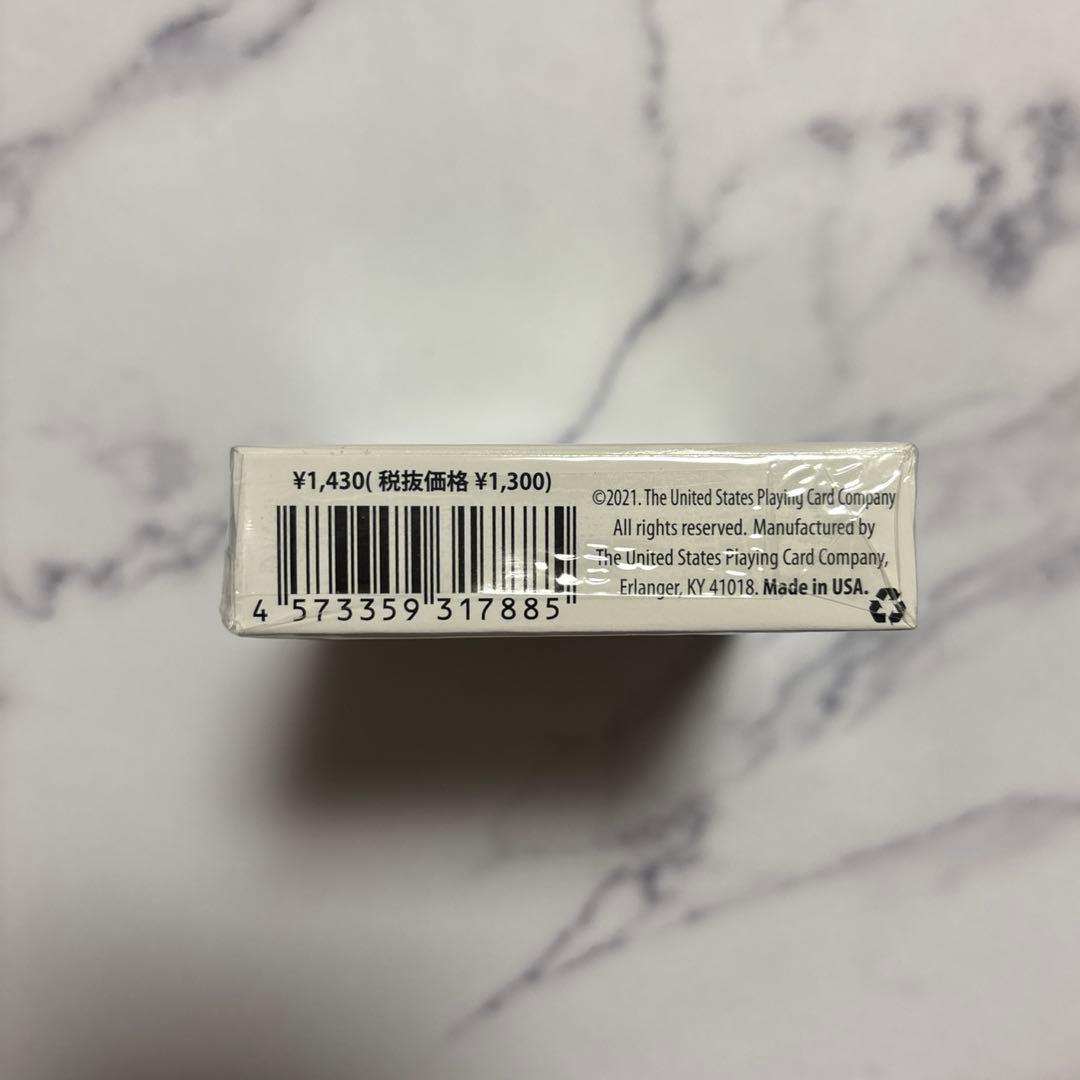 ¥1,430( 税抜価格 ¥1,300)
4 573359 317885
©2021. The United States Playing Card Company
All rights reserved. Manufactured by
The United States Playing Card Company,
Erlanger, KY 41018. Made in USA.